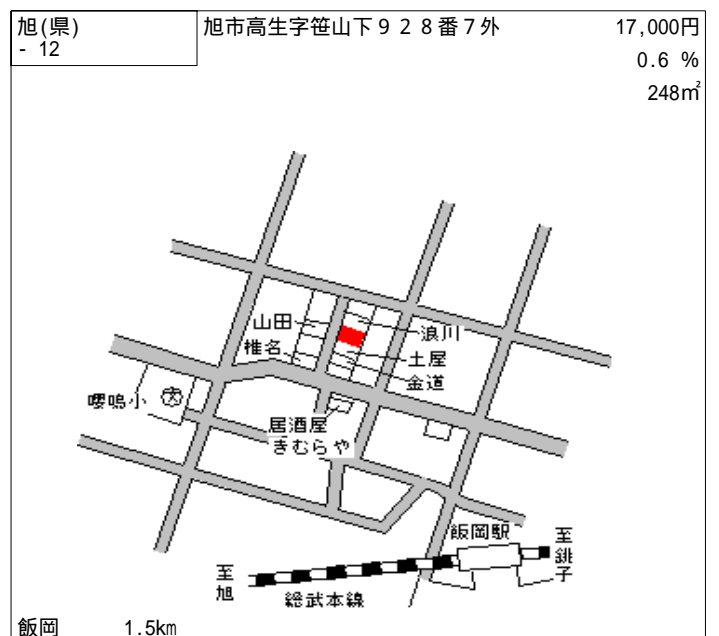 旭(県)
- 12
旭市高生字笹山下９２８番７外
17,000円
0.6 %
248㎡
山田
浪川
椎名
土屋
金道
嚶鳴小
文
居酒屋
きむらや
飯岡駅
至銚子
至旭
総武本線
飯岡 1.5km